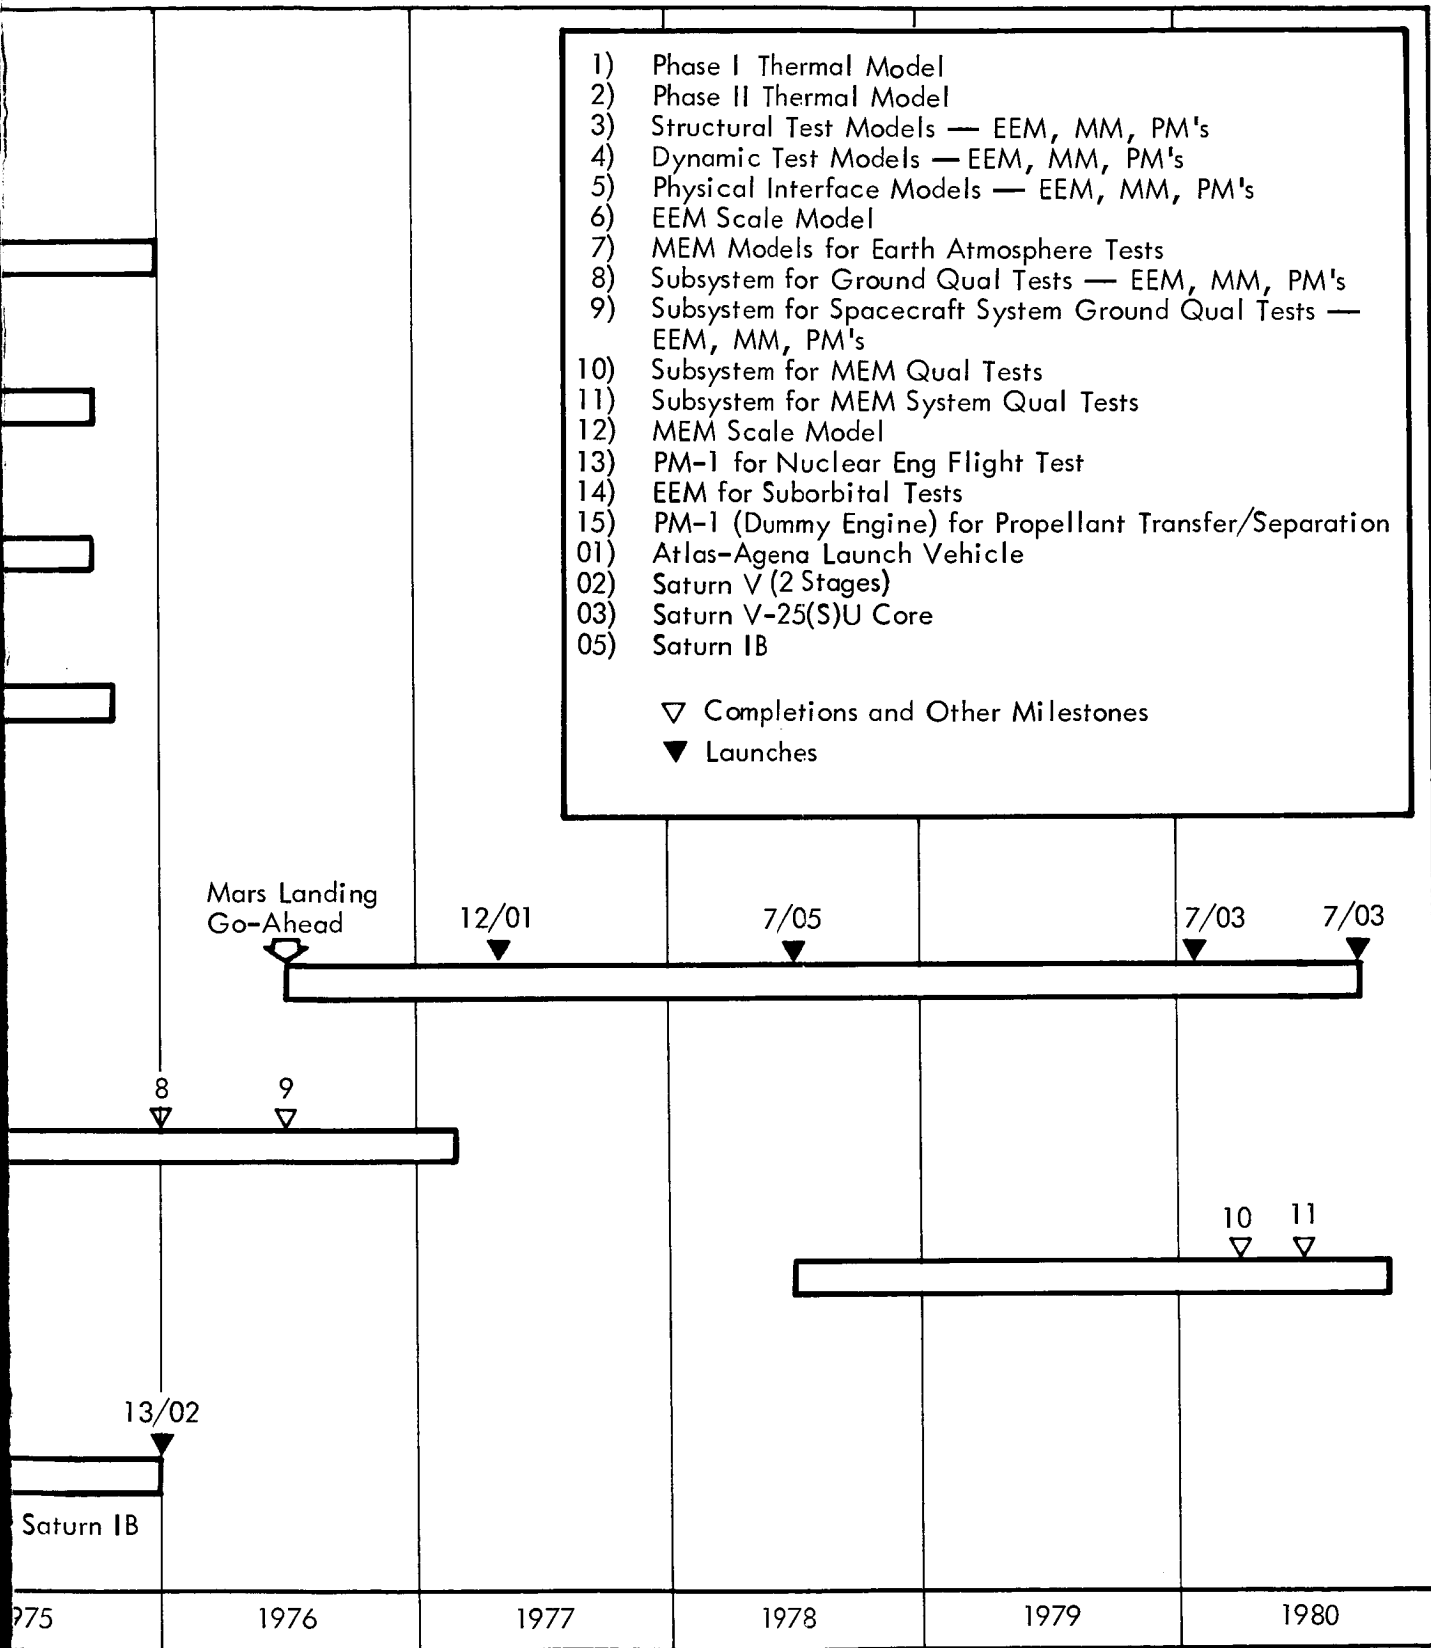 1) Phase I Thermal Model
2) Phase II Thermal Model
3) Structural Test Models — EEM, MM, PM's
4) Dynamic Test Models — EEM, MM, PM's
5) Physical Interface Models — EEM, MM, PM's
6) EEM Scale Model
7) MEM Models for Earth Atmosphere Tests
8) Subsystem for Ground Qual Tests — EEM, MM, PM's
9) Subsystem for Spacecraft System Ground Qual Tests —
EEM, MM, PM's
10) Subsystem for MEM Qual Tests
11) Subsystem for MEM System Qual Tests
12) MEM Scale Model
13) PM-1 for Nuclear Eng Flight Test
14) EEM for Suborbital Tests
15) PM-1 (Dummy Engine) for Propellant Transfer/Separation
01) Atlas-Agena Launch Vehicle
02) Saturn V (2 Stages)
03) Saturn V-25(S)U Core
05) Saturn IB
▽ Completions and Other Milestones
▼ Launches
Mars Landing
Go-Ahead
12/01 7/05 7/03 7/03
8 9
10 11
13/02
Saturn IB
975 1976 1977 1978 1979 1980